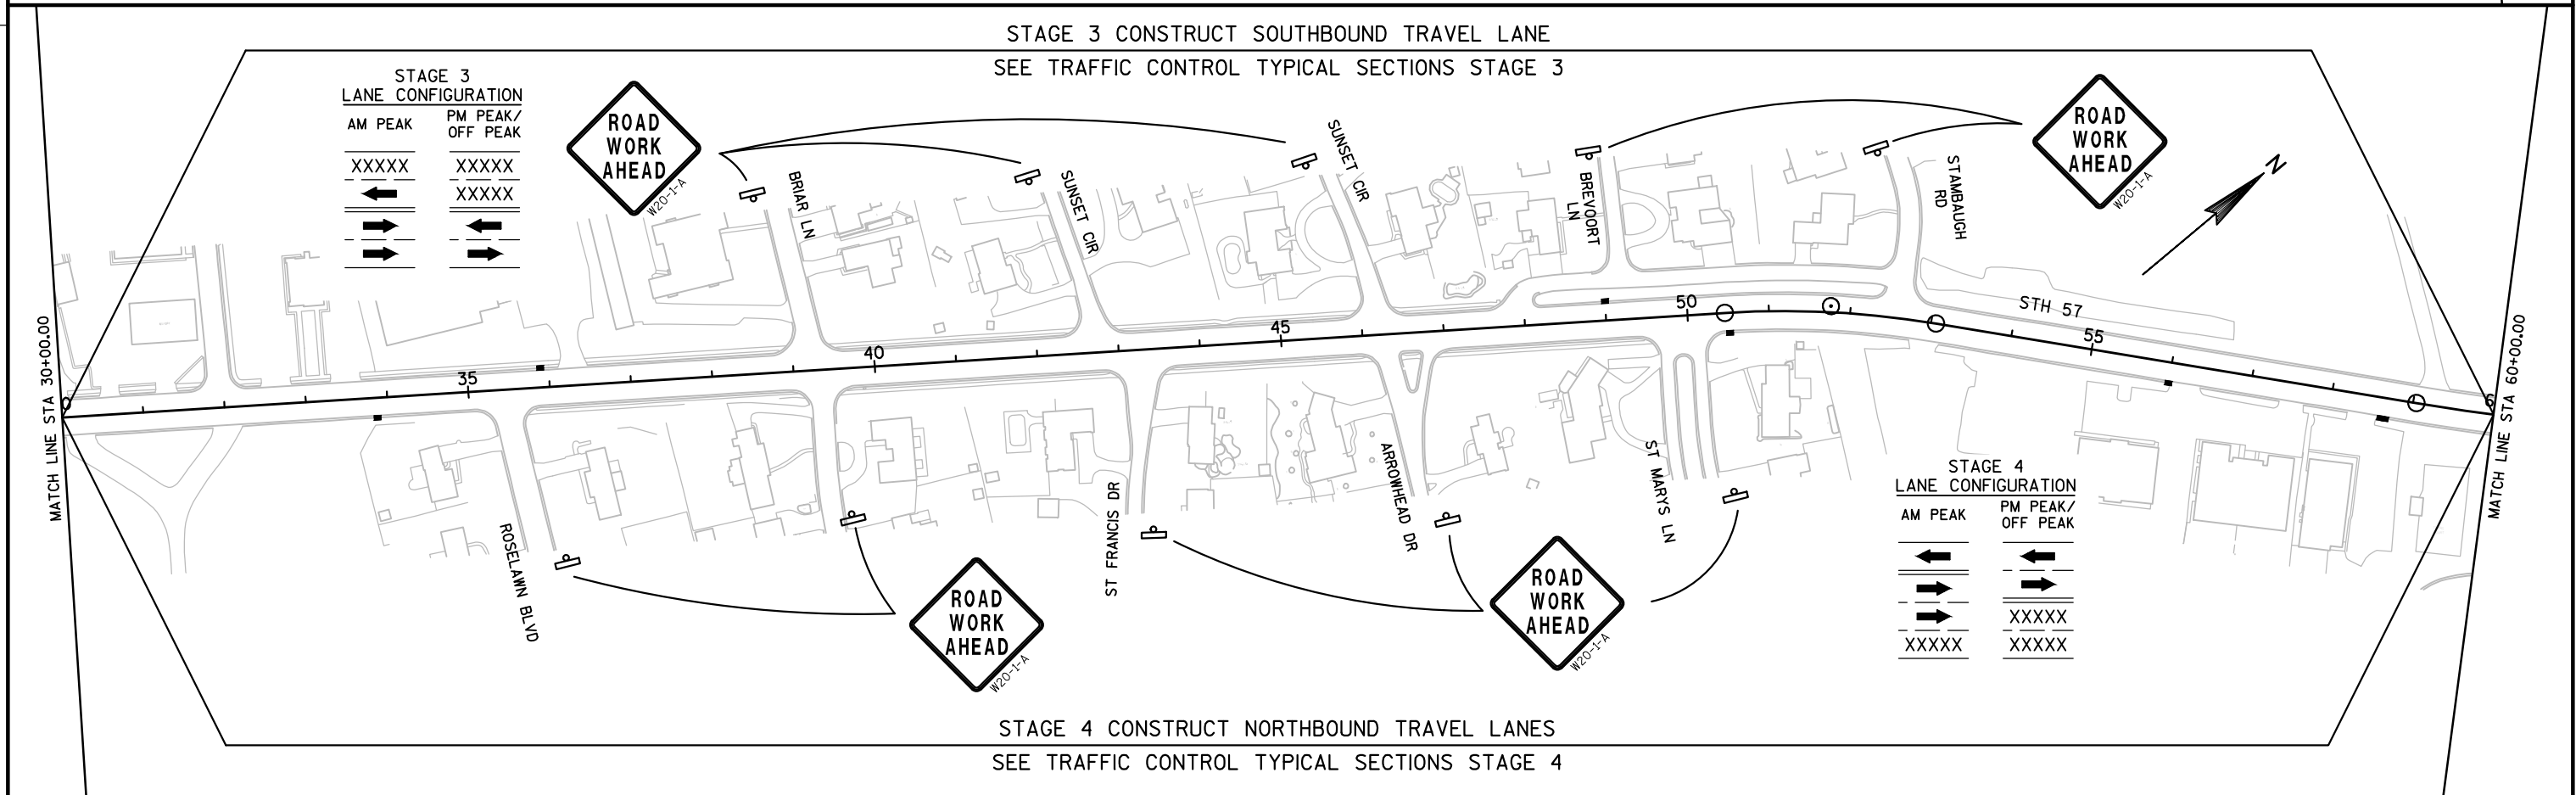 STAGE 3 CONSTRUCT SOUTHBOUND TRAVEL LANE
SEE TRAFFIC CONTROL TYPICAL SECTIONS STAGE 3
STAGE 3
LANE CONFIGURATION
AM PEAK
PM PEAK/
OFF PEAK
XXXXX
XXXXX
XXXXX
ROAD
WORK
AHEAD
W20-1-A
BRIAR LN
SUNSET CIR
SUNSET CIR
BREVOORT
LN
STAMBAUGH
RD
ROAD
WORK
AHEAD
W20-1-A
N
STH 57
MATCH LINE STA 30+00.00
35
40
45
50
55
MATCH LINE STA 60+00.00
ROSELAWN BLVD
ST FRANCIS DR
ARROWHEAD DR
ST MARYS LN
ROAD
WORK
AHEAD
W20-1-A
ROAD
WORK
AHEAD
W20-1-A
STAGE 4
LANE CONFIGURATION
AM PEAK
PM PEAK/
OFF PEAK
XXXXX
XXXXX
XXXXX
STAGE 4 CONSTRUCT NORTHBOUND TRAVEL LANES
SEE TRAFFIC CONTROL TYPICAL SECTIONS STAGE 4